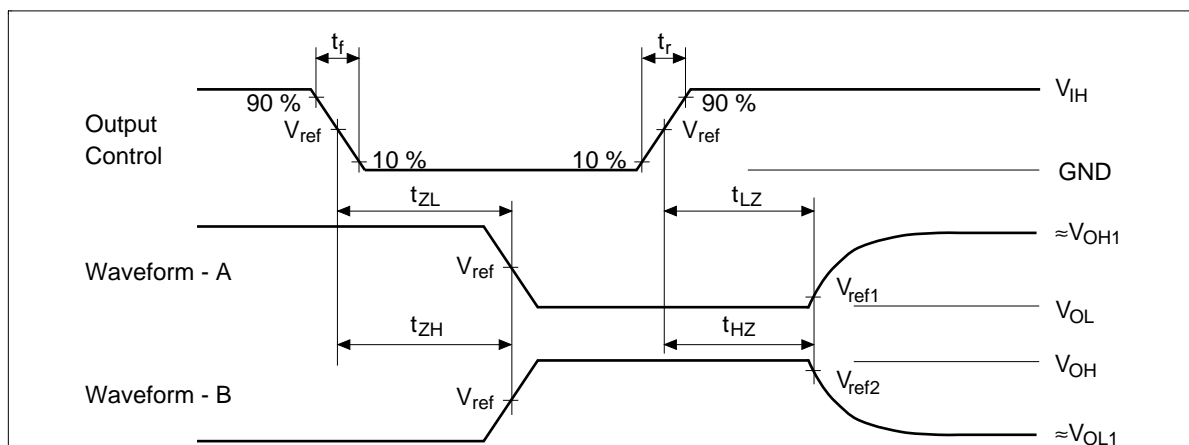 tf
tr
90 %
Vref
10 %
10 %
Vref
90 %
VIH
Output
Control
GND
tZL
tLZ
≈VOH1
Waveform - A
Vref
Vref1
VOL
tZH
tHZ
VOH
Vref2
Waveform - B
Vref
≈VOL1